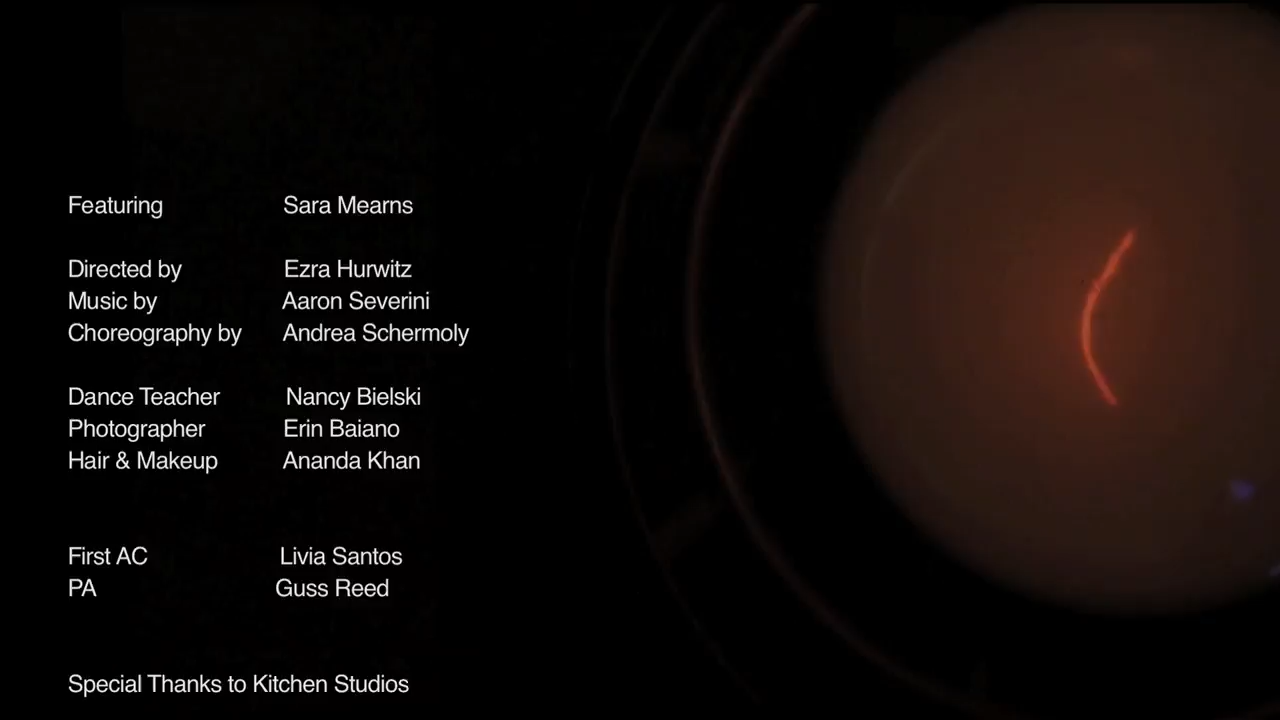 Featuring Sara Mearns
Directed by Ezra Hurwitz
Music by Aaron Severini
Choreography by Andrea Schermoly
Dance Teacher Nancy Bielski
Photographer Erin Baiano
Hair & Makeup Ananda Khan
First AC Livia Santos
PA Guss Reed
Special Thanks to Kitchen Studios